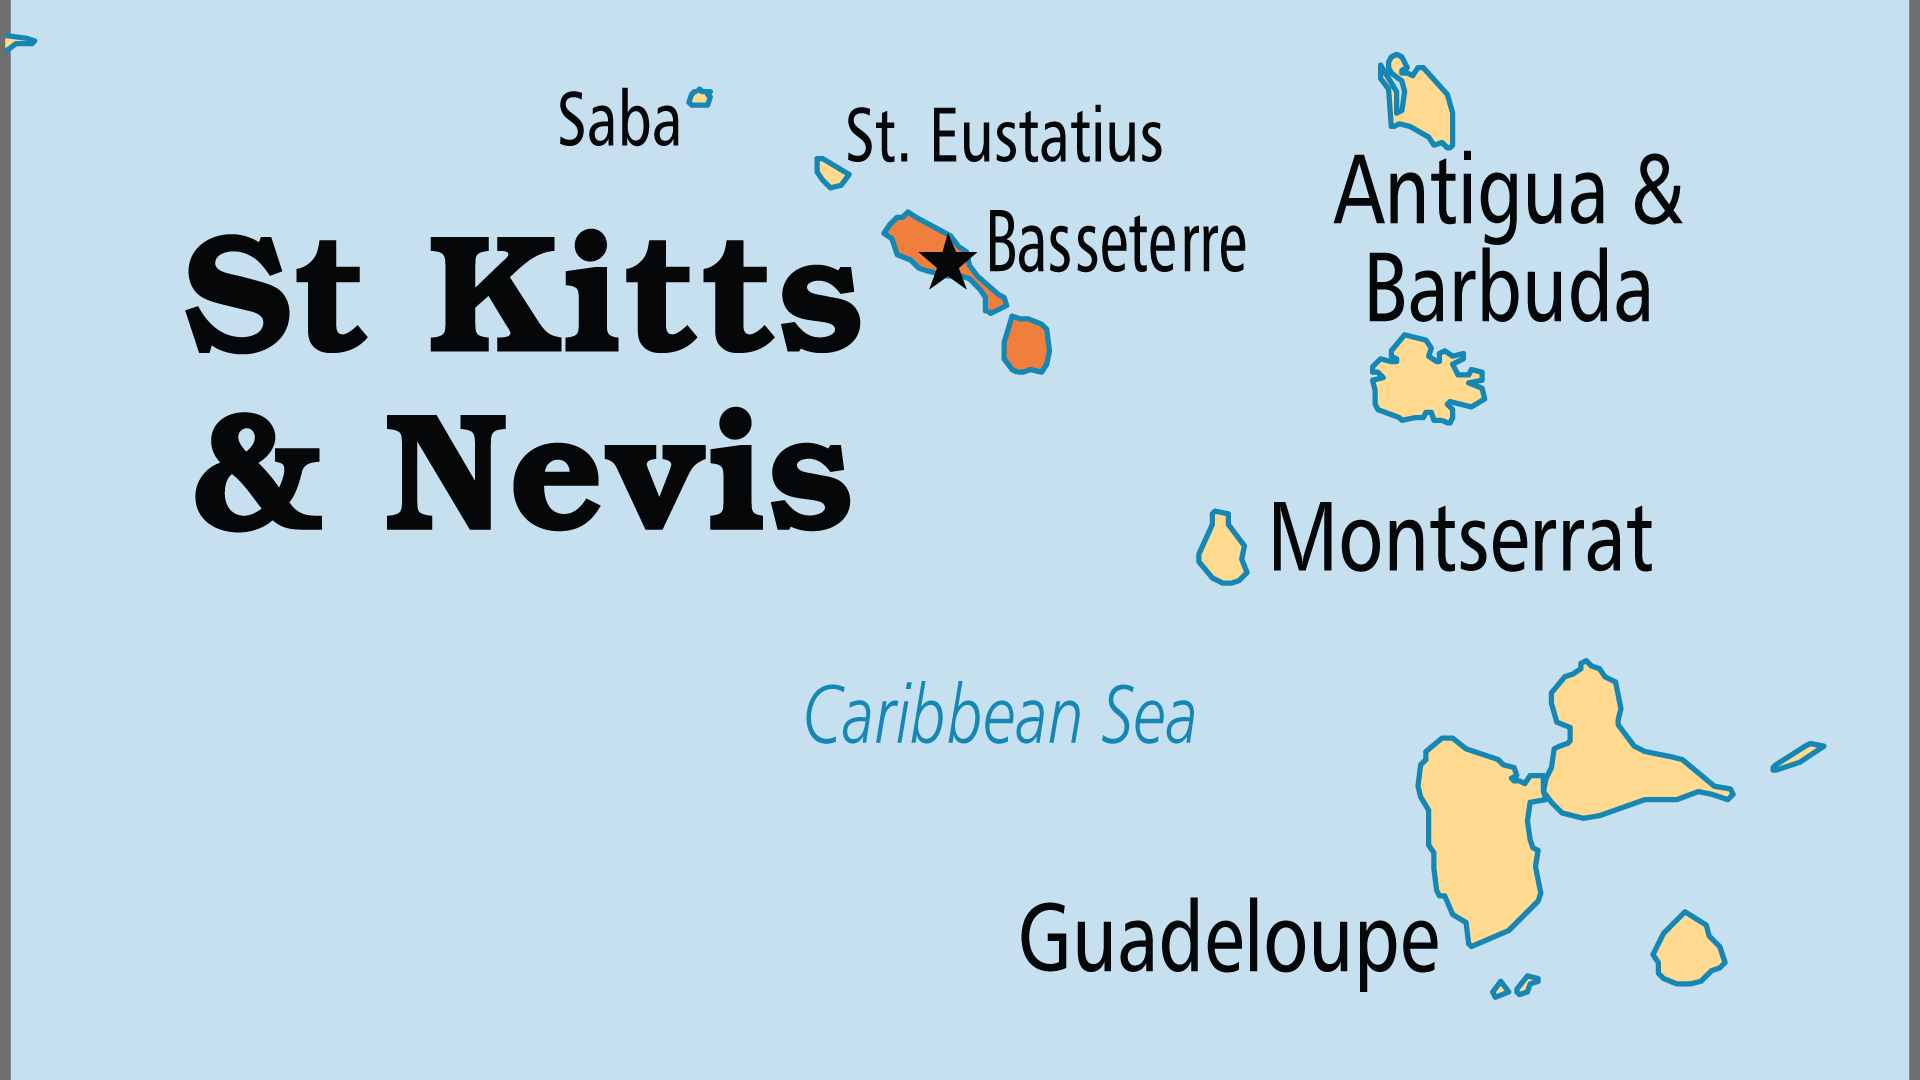 Saba
St. Eustatius
Antigua &
Barbuda
Basseterre
St Kitts
& Nevis
Montserrat
Caribbean Sea
Guadeloupe